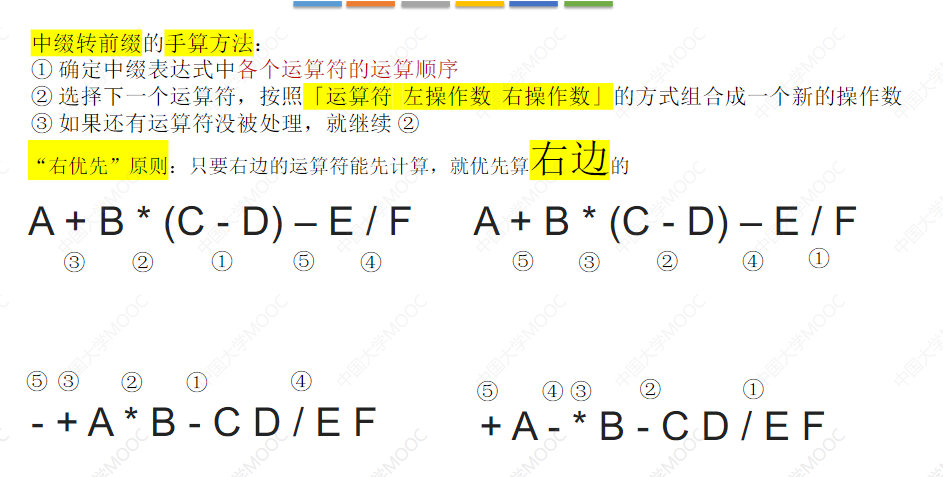 中缀转前缀的手算方法：
① 确定中缀表达式中各个运算符的运算顺序
② 选择下一个运算符，按照「运算符 左操作数 右操作数」的方式组合成一个新的操作数
③ 如果还有运算符没被处理，就继续 ②
“右优先”原则：只要右边的运算符能先计算，就优先算右边的
A + B * (C - D) – E / F
③ ② ① ⑤ ④
A + B * (C - D) – E / F
⑤ ③ ② ④ ①
⑤ ③ ② ① ④
- + A * B - C D / E F
⑤ ④ ③ ② ①
+ A - * B - C D / E F
中国大学MOOC